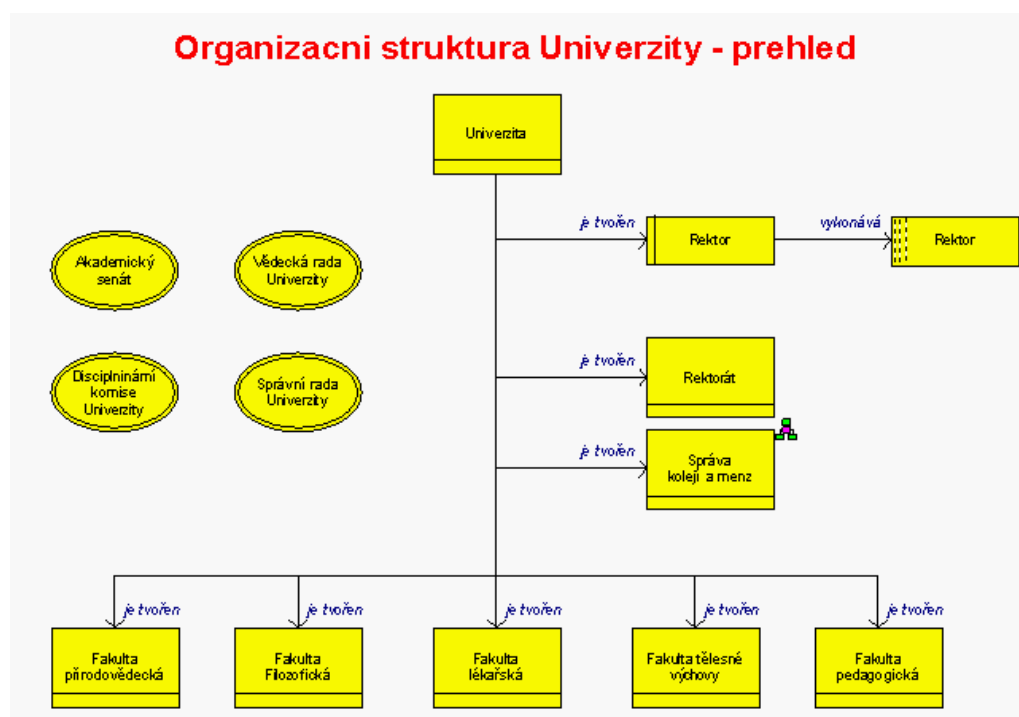 Organizacni struktura Univerzity - prehled
Univerzita
je tvořen
Rektor
vykonává
Rektor
Akademický
senát
Vědecká rada
Univerzity
je tvořen
Rektorát
Disciplninární
komise
Univerzity
Správní rada
Univerzity
je tvořen
Správa
kolejí a menz
je tvořen
je tvořen
je tvořen
je tvořen
je tvořen
Fakulta
přírodovědecká
Fakulta
Filozofická
Fakulta
lékařská
Fakulta tělesné
výchovy
Fakulta
pedagogická